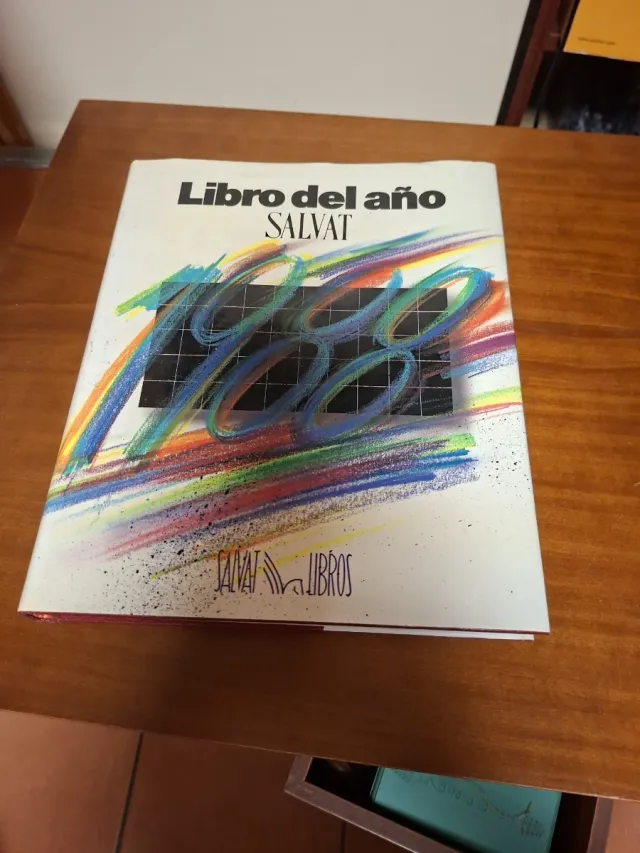 Libro del año
SALVAT
1988
SALVAT LIBROS